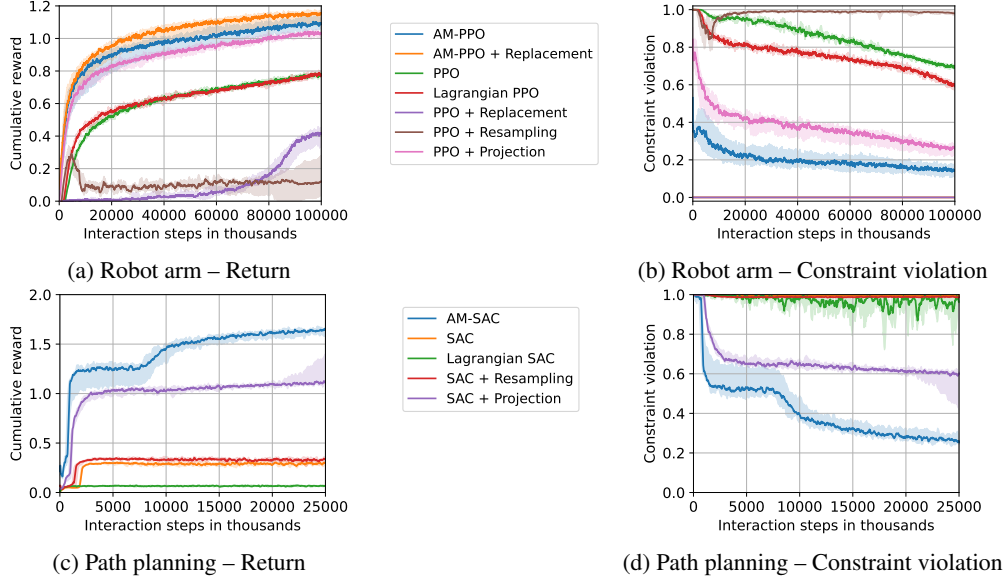 1.2
1.0
0.8
0.6
0.4
0.2
0.0
Cumulative reward
0 20000 40000 60000 80000 100000
Interaction steps in thousands
(a) Robot arm – Return
AM-PPO
AM-PPO + Replacement
PPO
Lagrangian PPO
PPO + Replacement
PPO + Resampling
PPO + Projection
1.0
0.8
0.6
0.4
0.2
0.0
Constraint violation
0 20000 40000 60000 80000 100000
Interaction steps in thousands
(b) Robot arm – Constraint violation
2.0
1.5
1.0
0.5
0.0
Cumulative reward
0 5000 10000 15000 20000 25000
Interaction steps in thousands
(c) Path planning – Return
AM-SAC
SAC
Lagrangian SAC
SAC + Resampling
SAC + Projection
1.0
0.8
0.6
0.4
0.2
0.0
Constraint violation
0 5000 10000 15000 20000 25000
Interaction steps in thousands
(d) Path planning – Constraint violation